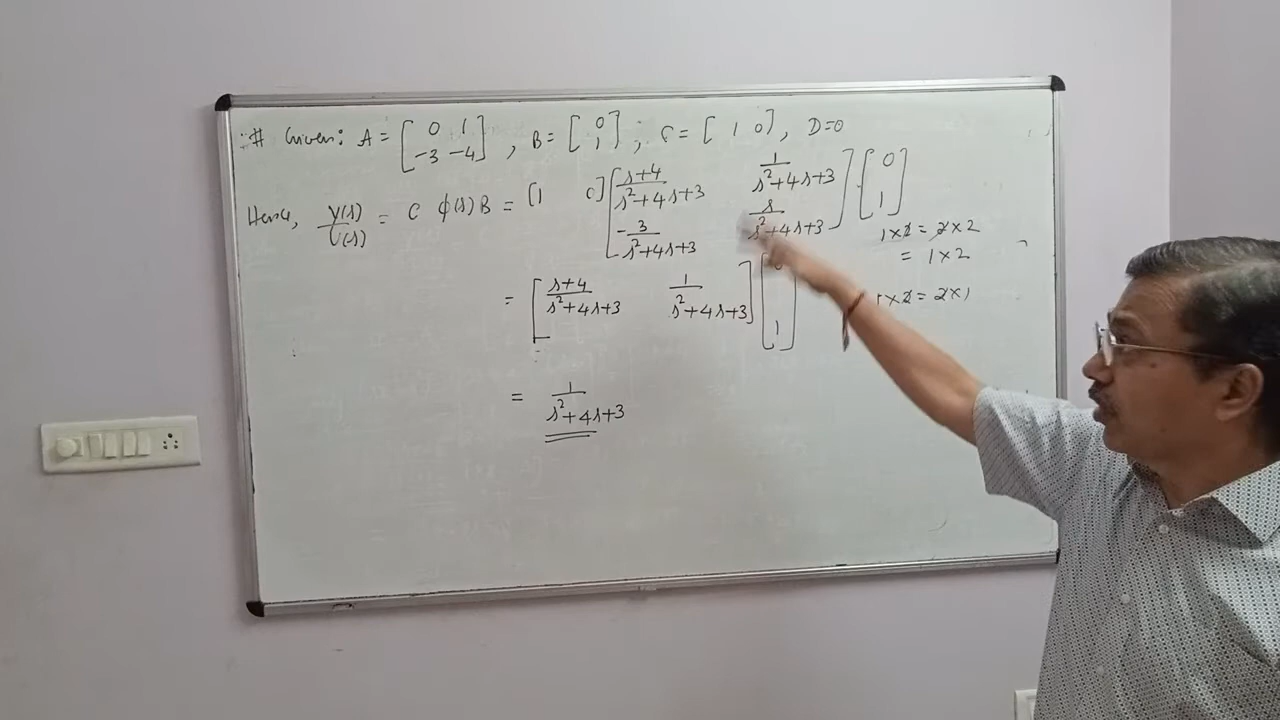 # Given: A = [ 0 1 ; -3 -4 ] , B = [ 0 ; 1 ] ; C = [ 1 0 ] , D=0
Hence, Y(s)/U(s) = C φ(s) B = [1 0] [ (s+4)/(s²+4s+3) 1/(s²+4s+3) ; -3/(s²+4s+3) s/(s²+4s+3) ] [ 0 ; 1 ]
1×2 = 2×2
= 1×2
= [ (s+4)/(s²+4s+3) 1/(s²+4s+3) ] [ 0 ; 1 ]
1×2 = 2×1
= 1/(s²+4s+3)